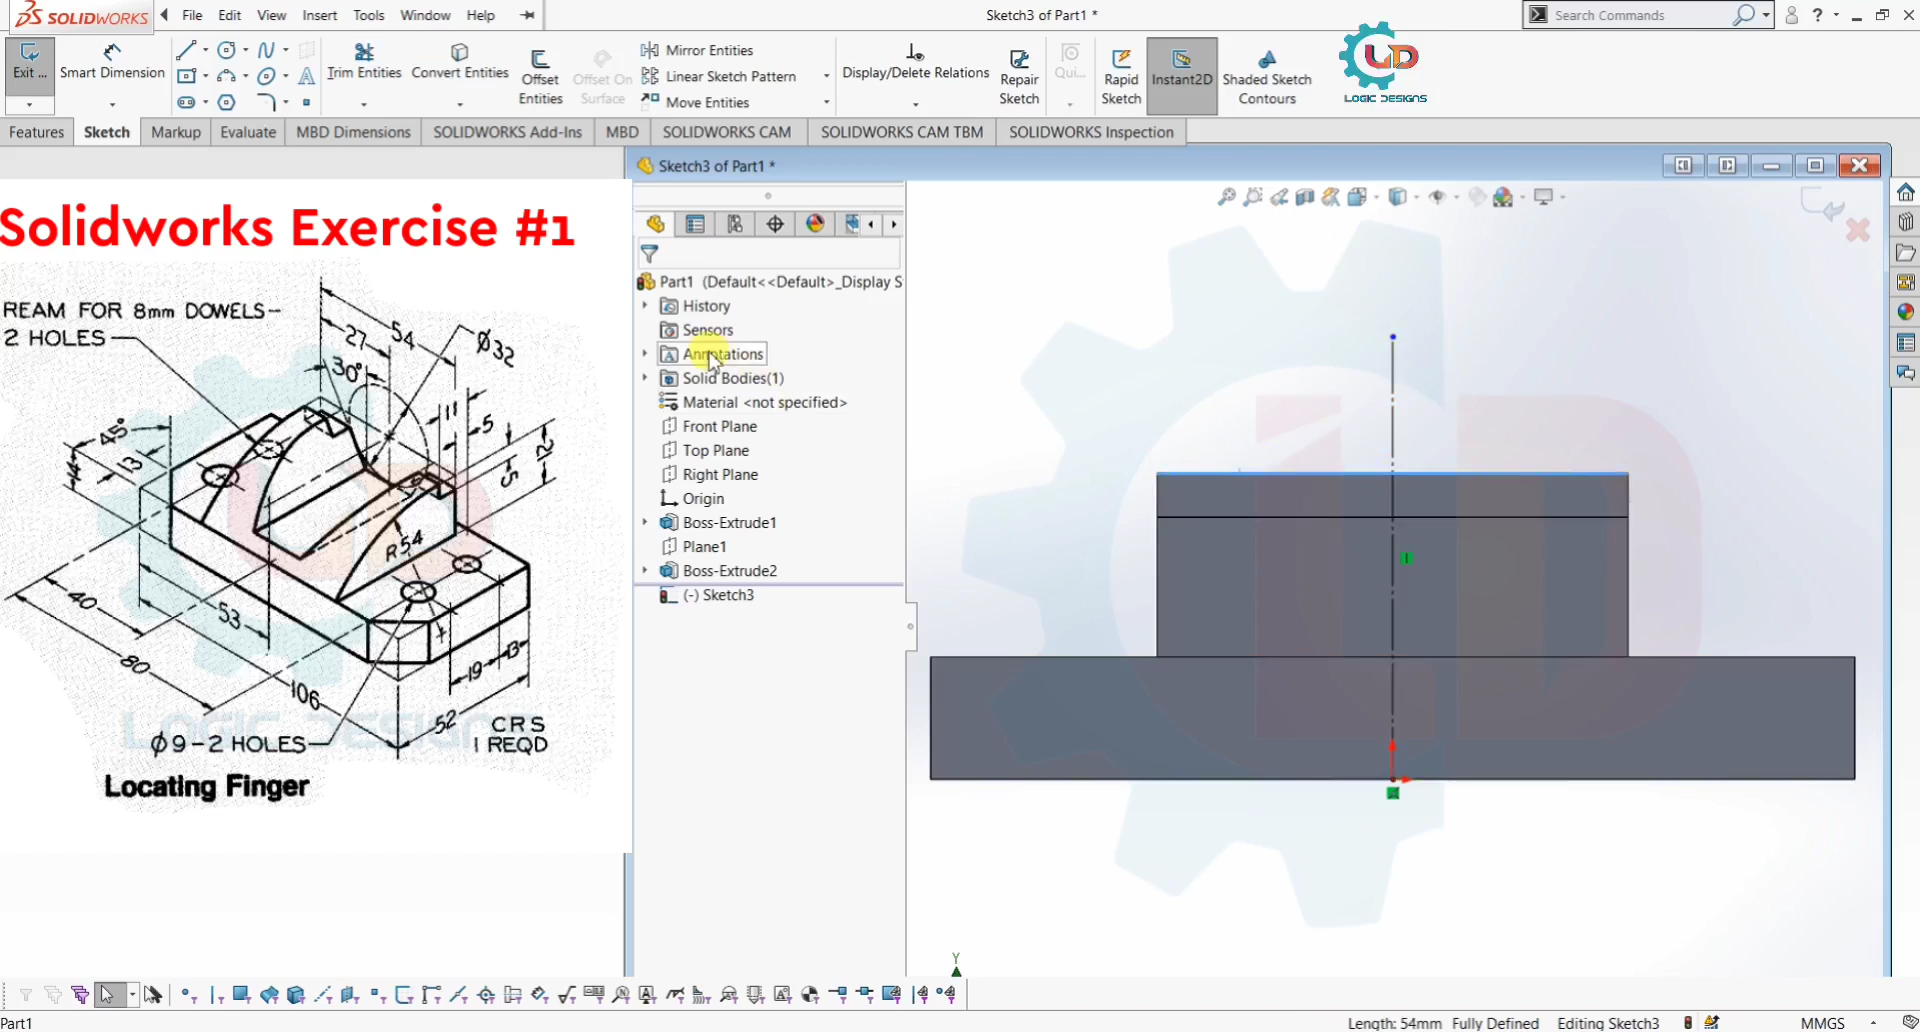 SOLIDWORKS
File Edit View Insert Tools Window Help
Sketch3 of Part1 *
Search Commands
?
Exit ...
Smart Dimension
Trim Entities
Convert Entities
Offset Entities
Offset On Surface
Mirror Entities
Linear Sketch Pattern
Move Entities
Display/Delete Relations
Repair Sketch
Qui...
Rapid Sketch
Instant2D
Shaded Sketch Contours
LD
LOGIC DESIGNS
Features Sketch Markup Evaluate MBD Dimensions SOLIDWORKS Add-Ins MBD SOLIDWORKS CAM SOLIDWORKS CAM TBM SOLIDWORKS Inspection
Sketch3 of Part1 *
Solidworks Exercise #1
REAM FOR 8mm DOWELS-
2 HOLES
27
54
Ø32
30°
11
5
12
5
45°
13
14
R54
40
53
80
106
19
13
52
CRS
1 REQD
Ø9-2 HOLES
LOGIC DESIGNS
Locating Finger
Part1 (Default<<Default>_Display S
History
Sensors
Annotations
Solid Bodies(1)
Material <not specified>
Front Plane
Top Plane
Right Plane
Origin
Boss-Extrude1
Plane1
Boss-Extrude2
(-) Sketch3
Y
Part1
Length: 54mm Fully Defined Editing Sketch3 MMGS